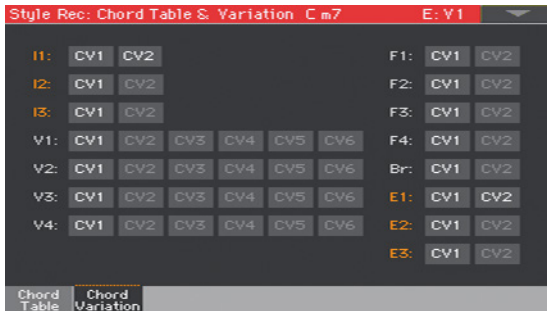 Style Rec: Chord Table & Variation C m7 E: V1
I1: CV1 CV2 F1: CV1 CV2
I2: CV1 CV2 F2: CV1 CV2
I3: CV1 CV2 F3: CV1 CV2
V1: CV1 CV2 CV3 CV4 CV5 CV6 F4: CV1 CV2
V2: CV1 CV2 CV3 CV4 CV5 CV6 Br: CV1 CV2
V3: CV1 CV2 CV3 CV4 CV5 CV6 E1: CV1 CV2
V4: CV1 CV2 CV3 CV4 CV5 CV6 E2: CV1 CV2
E3: CV1 CV2
Chord Table Chord Variation